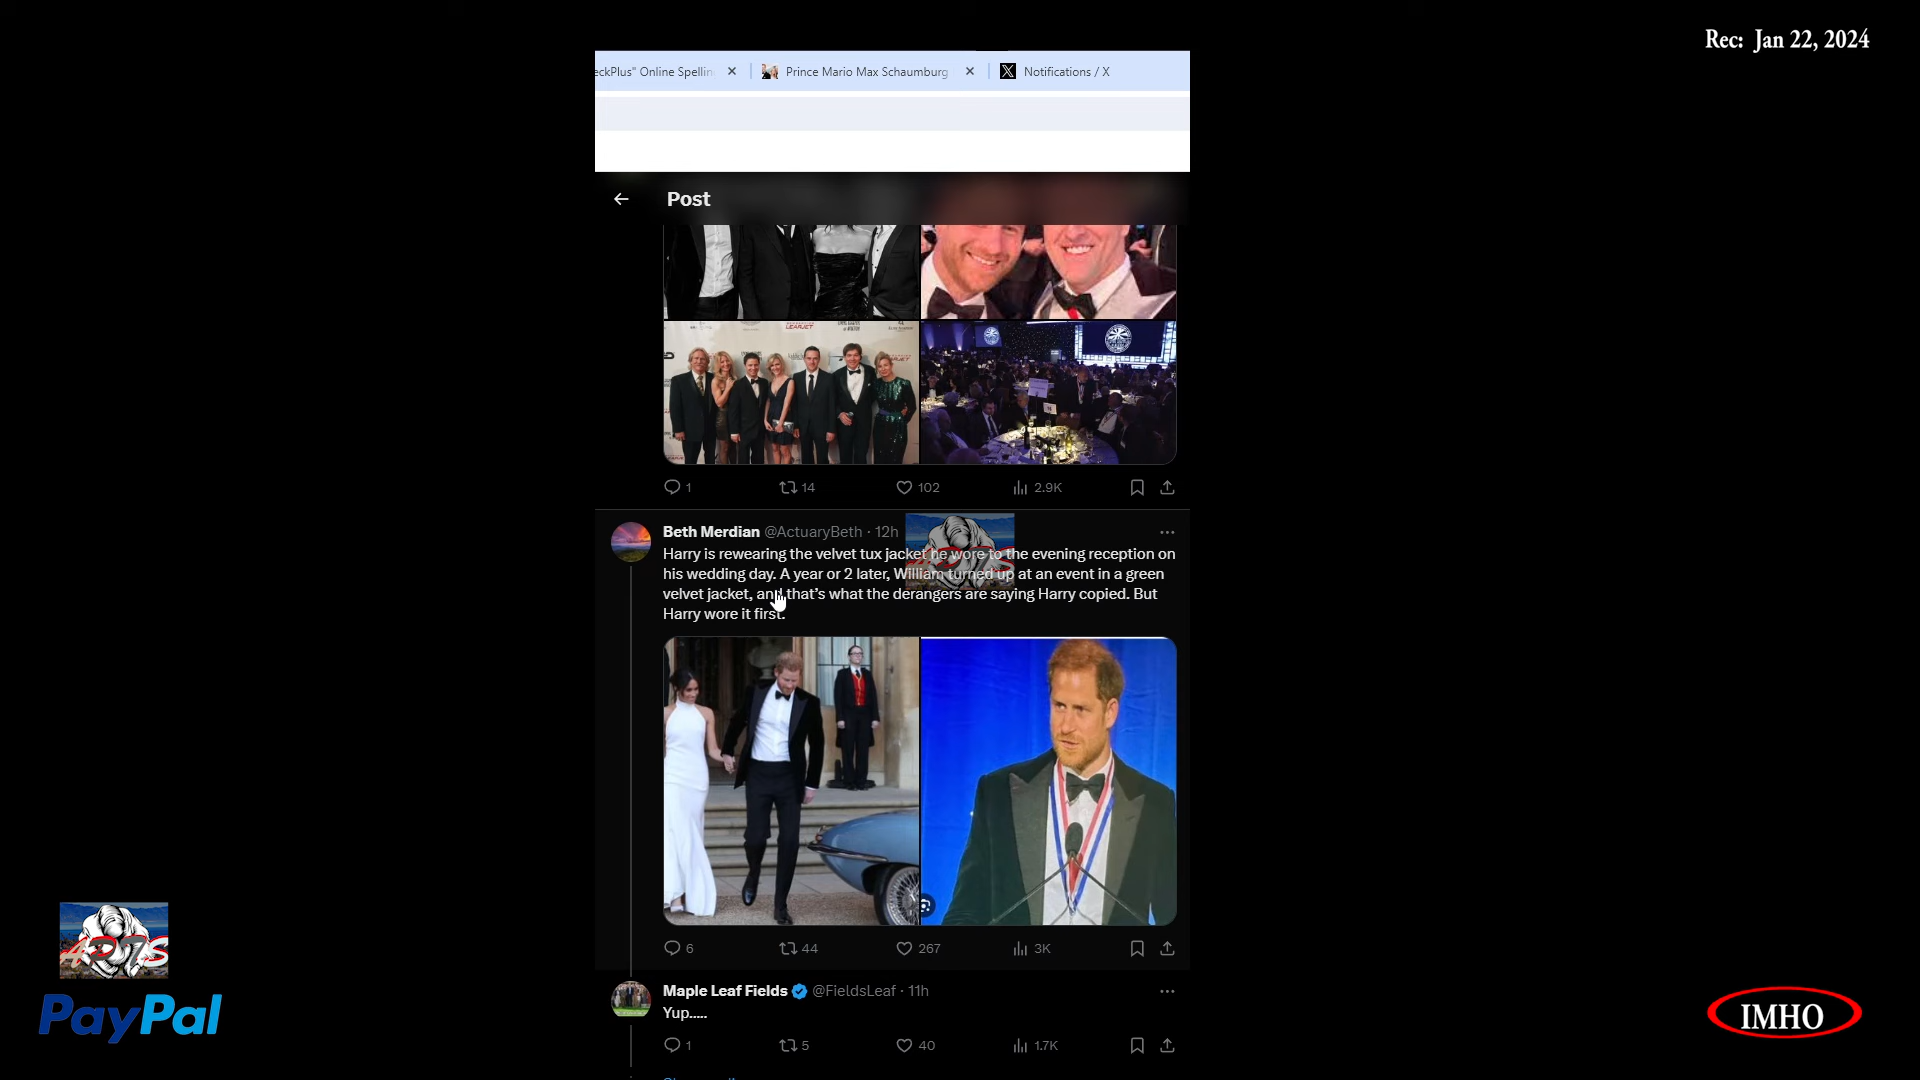 Rec: Jan 22, 2024
eckPlus" Online Spellin
Prince Mario Max Schaumburg
Notifications / X
Post
LEARJET
1
14
102
2.9K
Beth Merdian @ActuaryBeth · 12h
Harry is rewearing the velvet tux jacket he wore to the evening reception on
his wedding day. A year or 2 later, William turned up at an event in a green
velvet jacket, and that's what the derangers are saying Harry copied. But
Harry wore it first.
6
44
267
3K
Maple Leaf Fields @FieldsLeaf · 11h
Yup.....
1
5
40
1.7K
PayPal
IMHO